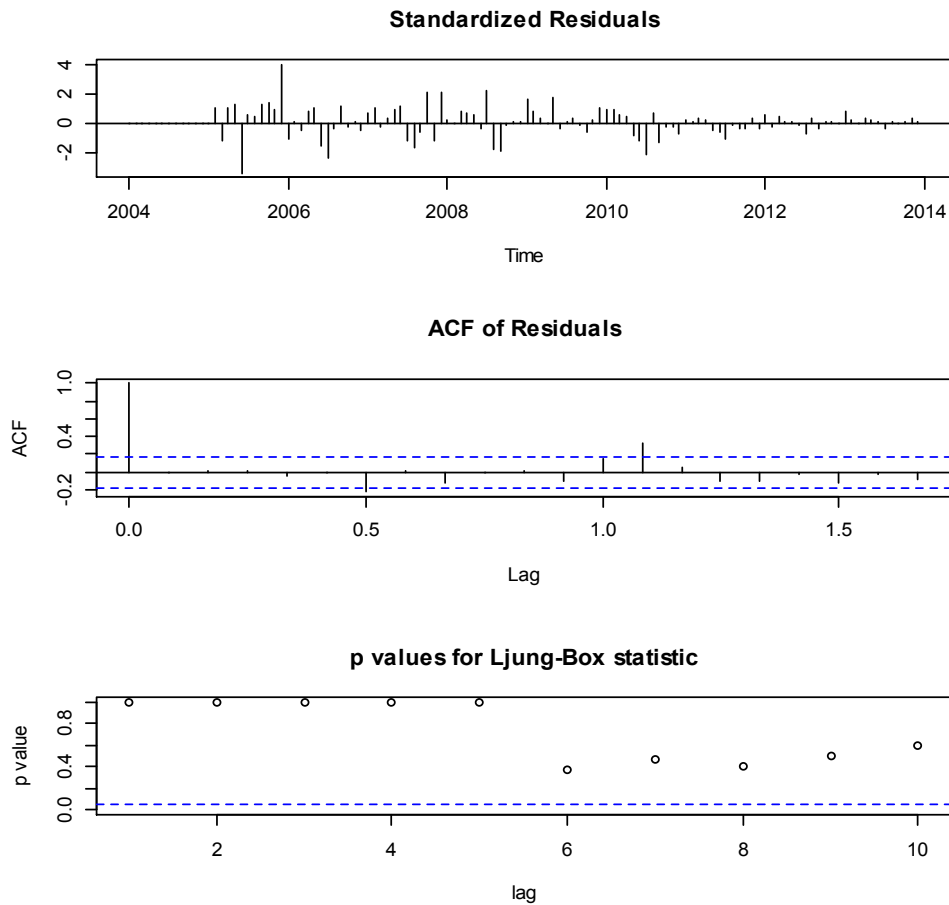 Standardized Residuals
4
2
0
-2
2004 2006 2008 2010 2012 2014
Time
ACF of Residuals
ACF
1.0
0.4
-0.2
0.0 0.5 1.0 1.5
Lag
p values for Ljung-Box statistic
p value
0.8
0.4
0.0
2 4 6 8 10
lag